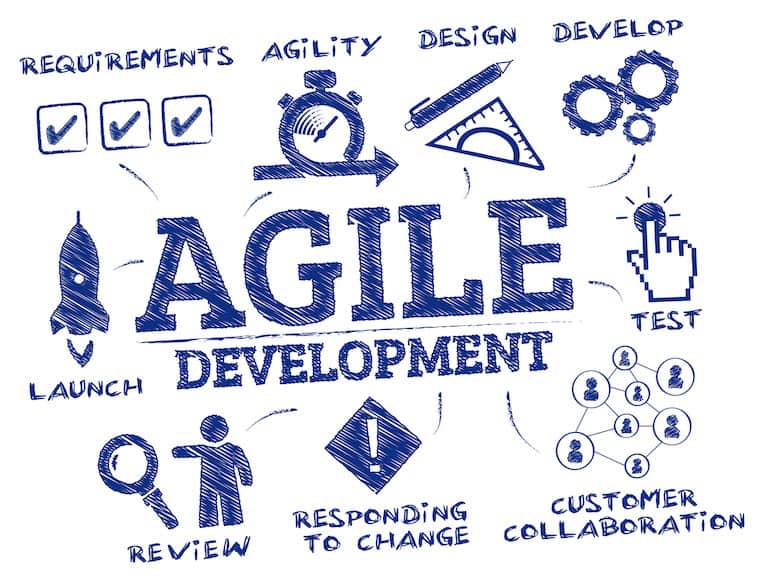 REQUiREMENTS
AGiLiTY
DESiGN
DEVELOP
AGILE
DEVELOPMENT
TEST
LAUNCH
REViEW
RESPONDiNG
TO CHANGE
CUSTOMER
COLLABORATiON